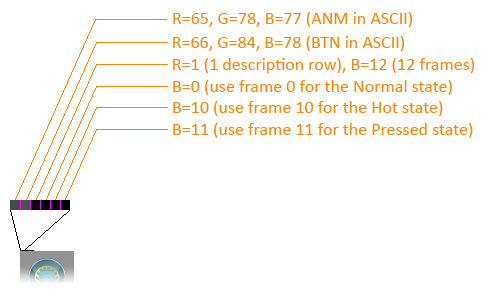 R=65, G=78, B=77 (ANM in ASCII)
R=66, G=84, B=78 (BTN in ASCII)
R=1 (1 description row), B=12 (12 frames)
B=0 (use frame 0 for the Normal state)
B=10 (use frame 10 for the Hot state)
B=11 (use frame 11 for the Pressed state)